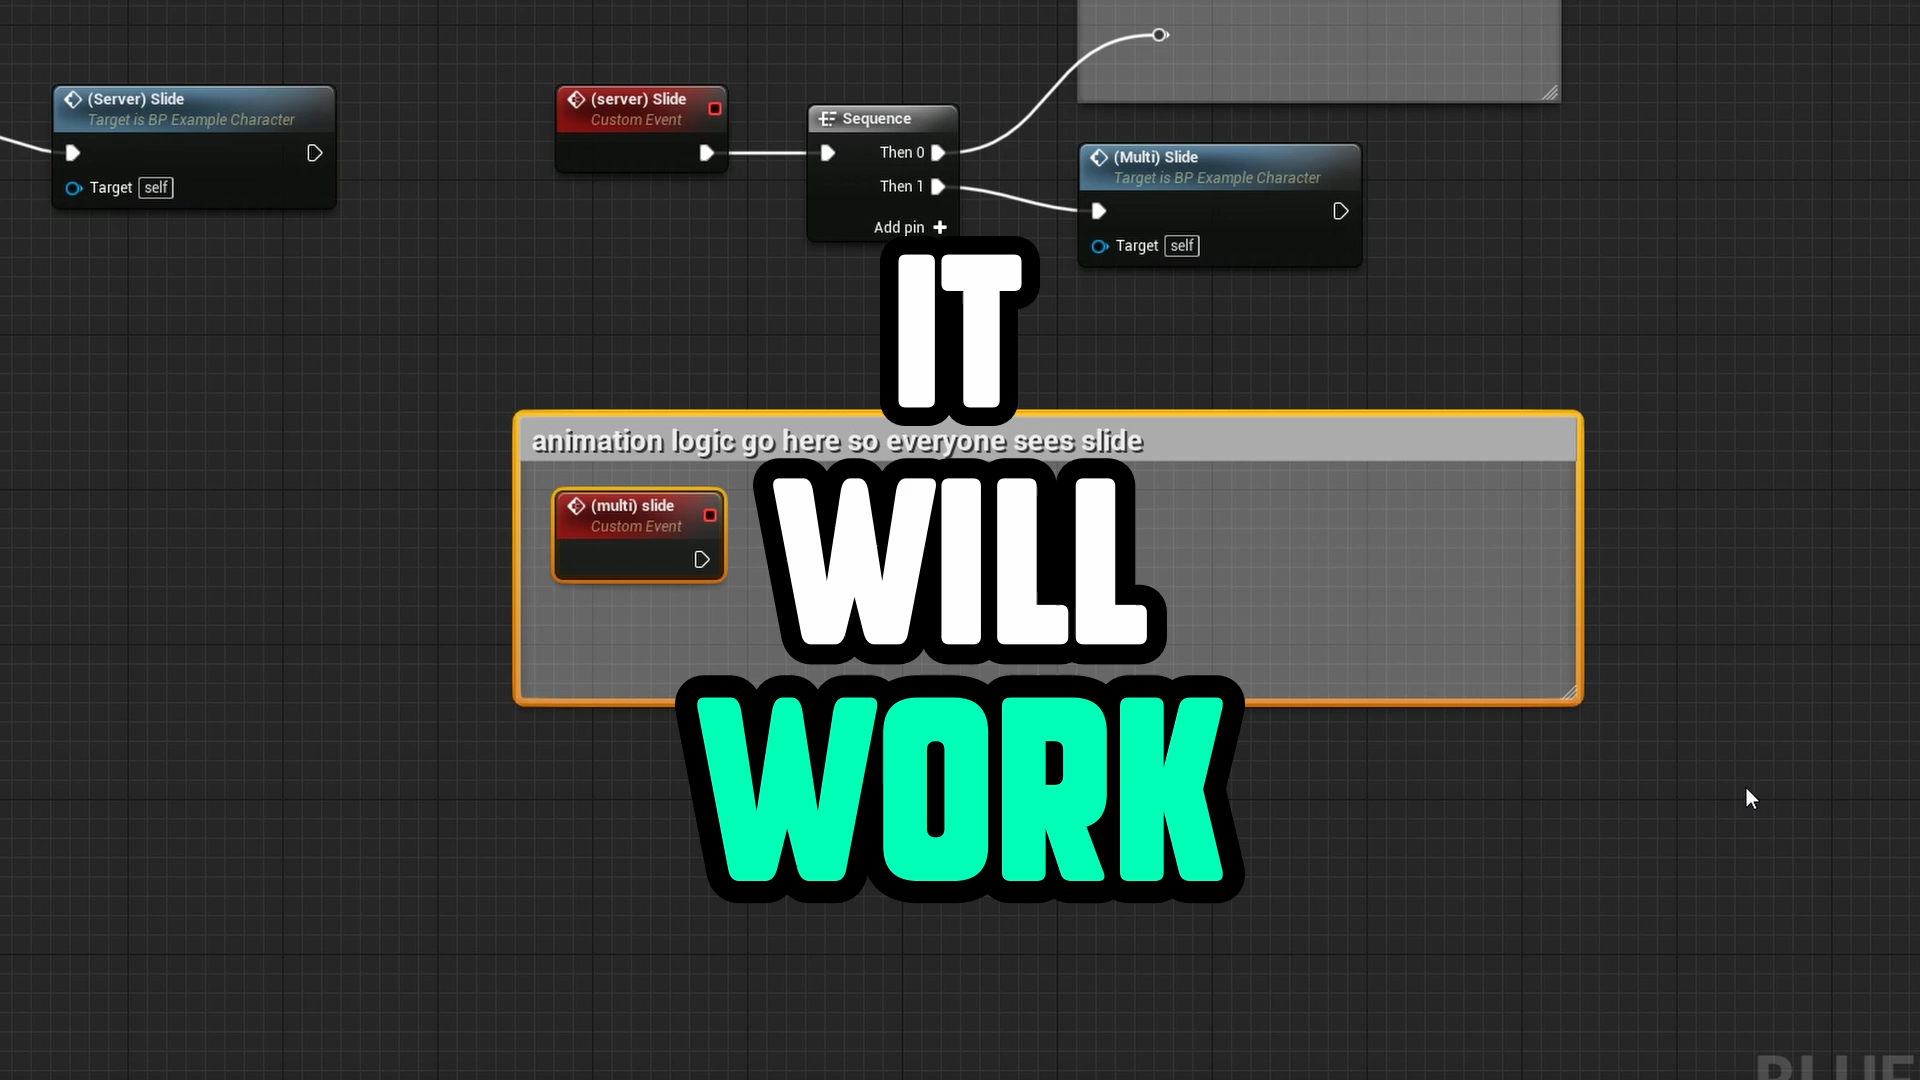 (Server) Slide
Target is BP Example Character
Target self
(server) Slide
Custom Event
Sequence
Then 0
Then 1
Add pin
(Multi) Slide
Target is BP Example Character
Target self
IT
animation logic go here so everyone sees slide
(multi) slide
Custom Event
WILL
WORK